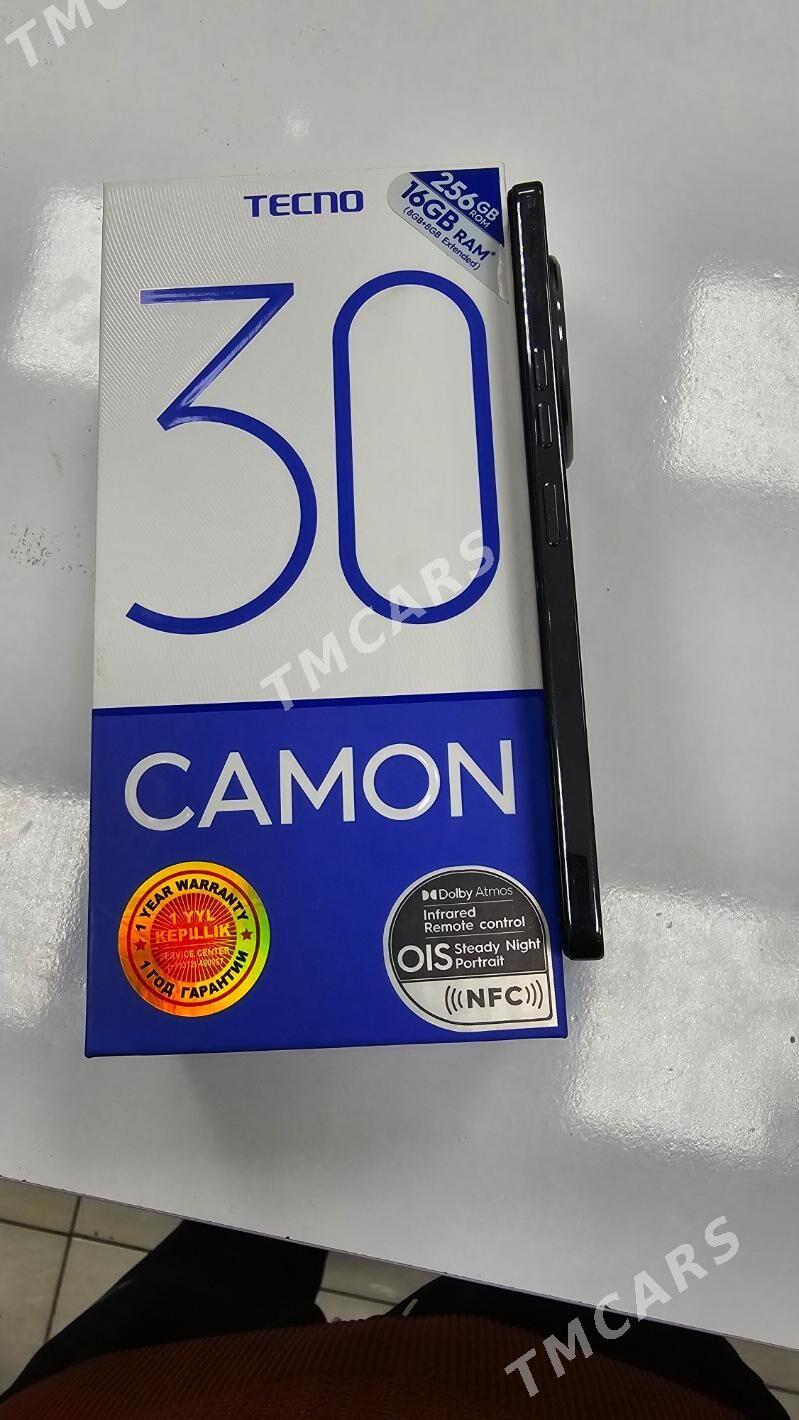 TMCARS
TECNO
256GB
ROM
16GB RAM*
(8GB+8GB Extended)
30
TMCARS
CAMON
1 YEAR WARRANTY
1 YYL
KEPILLIK
SERVICE CENTER
1 ГОД ГАРАНТИИ
Dolby Atmos
Infrared
Remote control
OIS Steady Night
Portrait
(((NFC)))
TMCARS